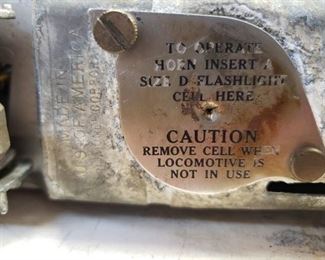 MADE IN
U.S. OF AMERICA
TO OPERATE
HORN INSERT A
SIZE D FLASHLIGHT
CELL HERE
CAUTION
REMOVE CELL WHEN
LOCOMOTIVE IS
NOT IN USE